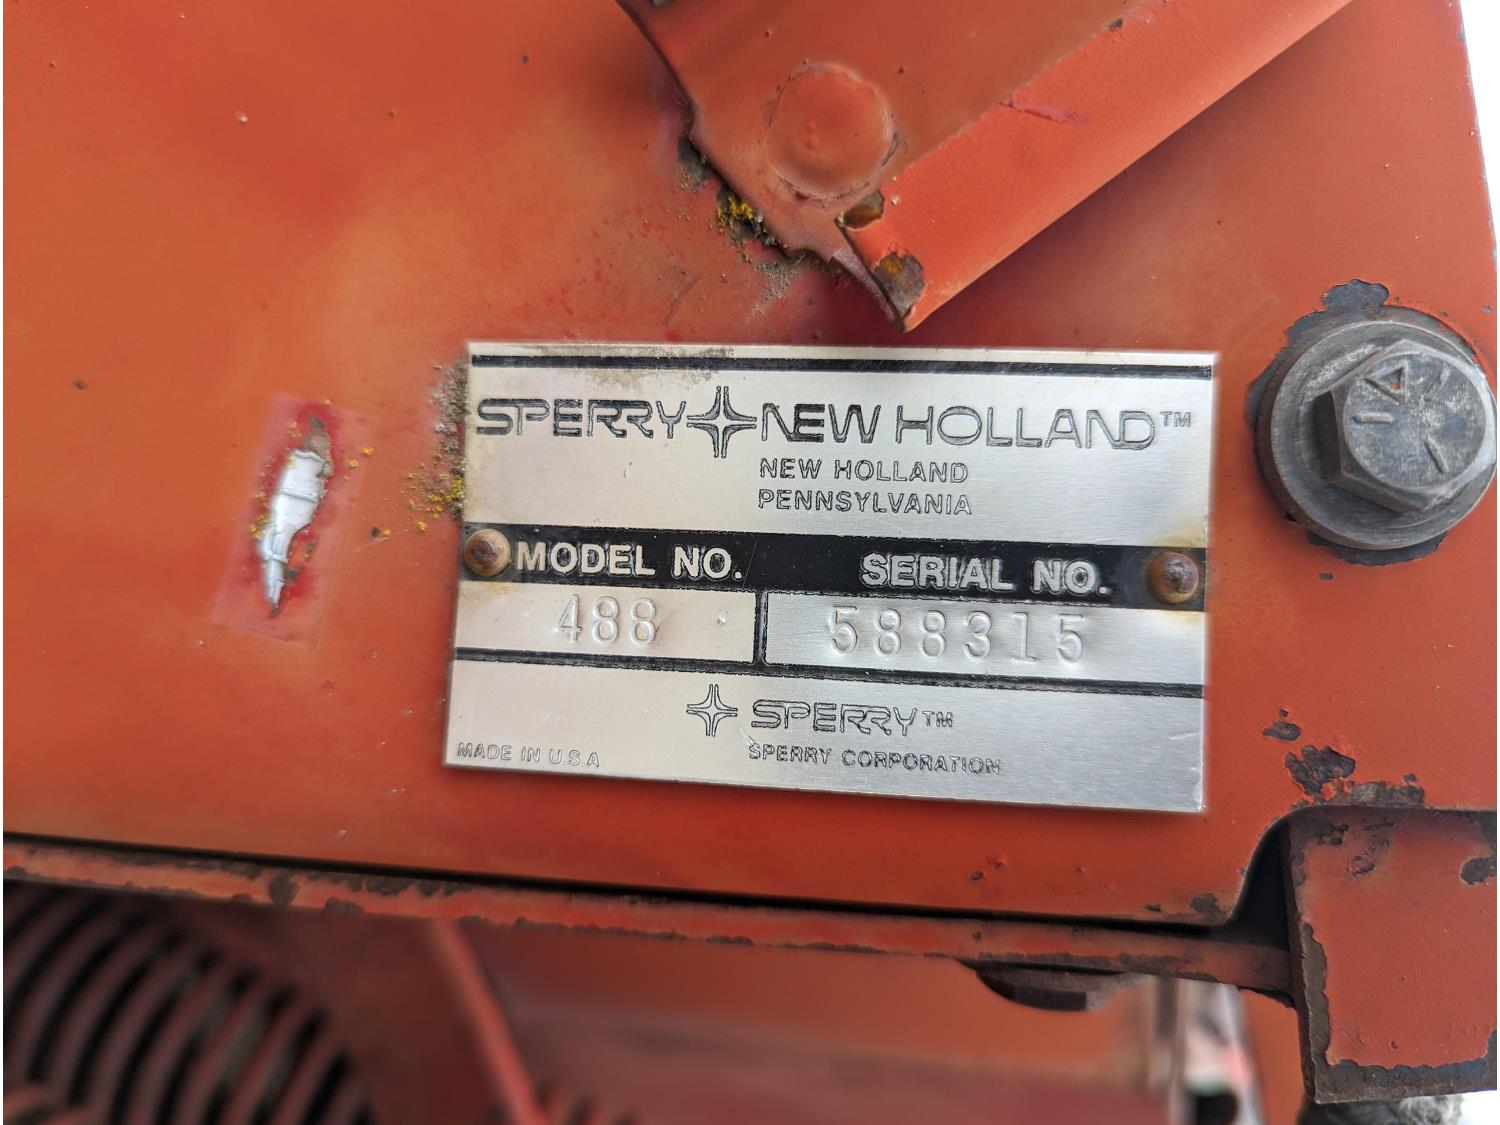 SPERRY NEW HOLLAND™
NEW HOLLAND
PENNSYLVANIA
MODEL NO. SERIAL NO.
488 588315
SPERRY™
MADE IN U.S.A. SPERRY CORPORATION